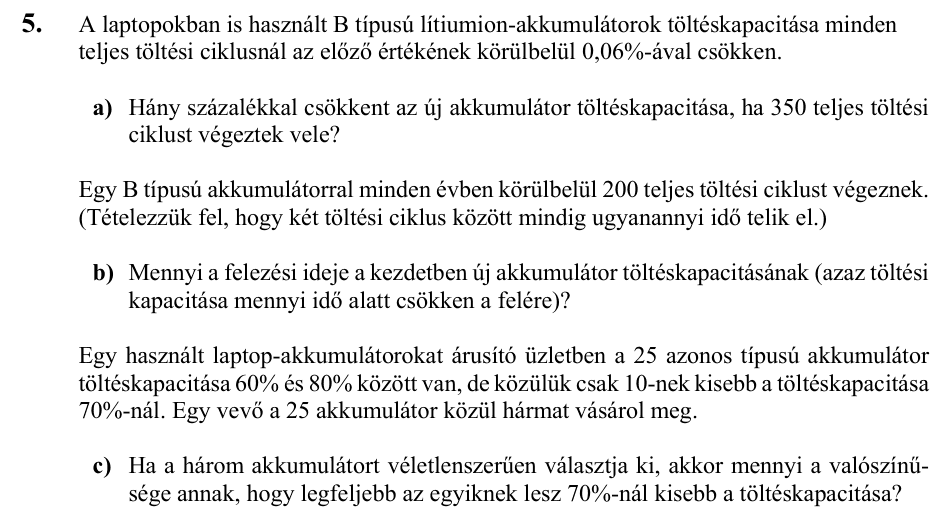 5. A laptopokban is használt B típusú lítiumion-akkumulátorok töltéskapacitása minden
teljes töltési ciklusnál az előző értékének körülbelül 0,06%-ával csökken.
a) Hány százalékkal csökkent az új akkumulátor töltéskapacitása, ha 350 teljes töltési
ciklust végeztek vele?
Egy B típusú akkumulátorral minden évben körülbelül 200 teljes töltési ciklust végeznek.
(Tételezzük fel, hogy két töltési ciklus között mindig ugyanannyi idő telik el.)
b) Mennyi a felezési ideje a kezdetben új akkumulátor töltéskapacitásának (azaz töltési
kapacitása mennyi idő alatt csökken a felére)?
Egy használt laptop-akkumulátorokat árusító üzletben a 25 azonos típusú akkumulátor
töltéskapacitása 60% és 80% között van, de közülük csak 10-nek kisebb a töltéskapacitása
70%-nál. Egy vevő a 25 akkumulátor közül hármat vásárol meg.
c) Ha a három akkumulátort véletlenszerűen választja ki, akkor mennyi a valószínű-
sége annak, hogy legfeljebb az egyiknek lesz 70%-nál kisebb a töltéskapacitása?